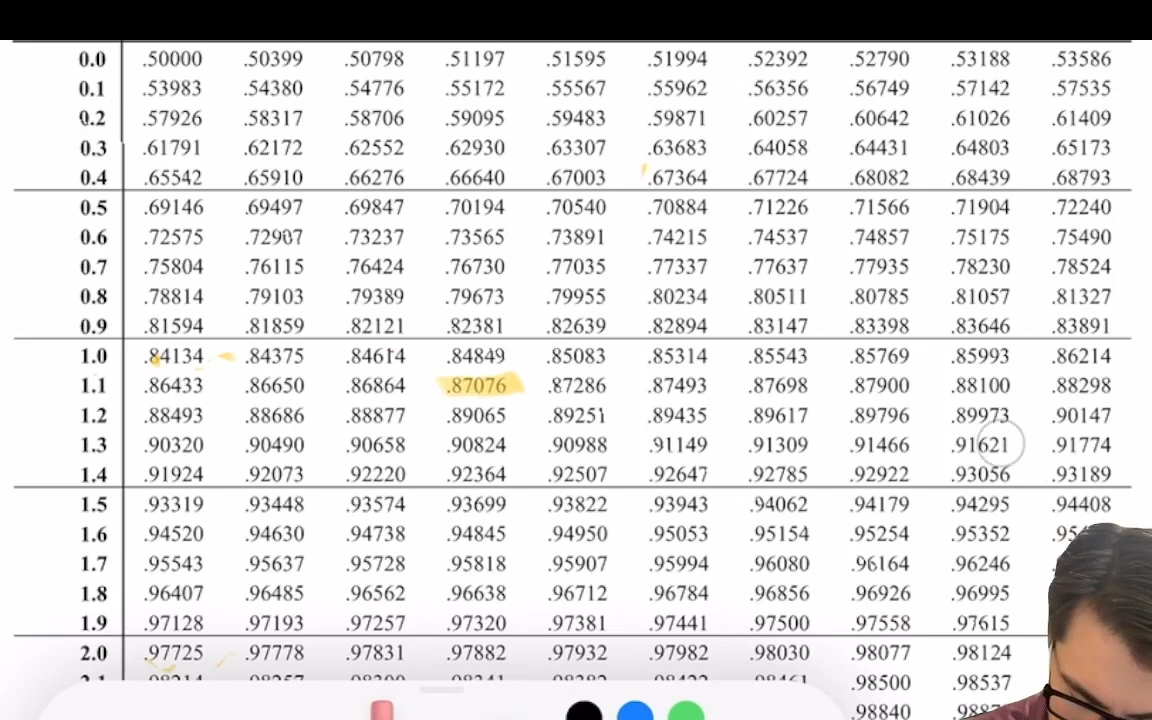 0.0 .50000 .50399 .50798 .51197 .51595 .51994 .52392 .52790 .53188 .53586
0.1 .53983 .54380 .54776 .55172 .55567 .55962 .56356 .56749 .57142 .57535
0.2 .57926 .58317 .58706 .59095 .59483 .59871 .60257 .60642 .61026 .61409
0.3 .61791 .62172 .62552 .62930 .63307 .63683 .64058 .64431 .64803 .65173
0.4 .65542 .65910 .66276 .66640 .67003 .67364 .67724 .68082 .68439 .68793
0.5 .69146 .69497 .69847 .70194 .70540 .70884 .71226 .71566 .71904 .72240
0.6 .72575 .72907 .73237 .73565 .73891 .74215 .74537 .74857 .75175 .75490
0.7 .75804 .76115 .76424 .76730 .77035 .77337 .77637 .77935 .78230 .78524
0.8 .78814 .79103 .79389 .79673 .79955 .80234 .80511 .80785 .81057 .81327
0.9 .81594 .81859 .82121 .82381 .82639 .82894 .83147 .83398 .83646 .83891
1.0 .84134 .84375 .84614 .84849 .85083 .85314 .85543 .85769 .85993 .86214
1.1 .86433 .86650 .86864 .87076 .87286 .87493 .87698 .87900 .88100 .88298
1.2 .88493 .88686 .88877 .89065 .89251 .89435 .89617 .89796 .89973 .90147
1.3 .90320 .90490 .90658 .90824 .90988 .91149 .91309 .91466 .91621 .91774
1.4 .91924 .92073 .92220 .92364 .92507 .92647 .92785 .92922 .93056 .93189
1.5 .93319 .93448 .93574 .93699 .93822 .93943 .94062 .94179 .94295 .94408
1.6 .94520 .94630 .94738 .94845 .94950 .95053 .95154 .95254 .95352
1.7 .95543 .95637 .95728 .95818 .95907 .95994 .96080 .96164 .96246
1.8 .96407 .96485 .96562 .96638 .96712 .96784 .96856 .96926 .96995
1.9 .97128 .97193 .97257 .97320 .97381 .97441 .97500 .97558 .97615
2.0 .97725 .97778 .97831 .97882 .97932 .97982 .98030 .98077 .98124
.98500 .98537
.98840